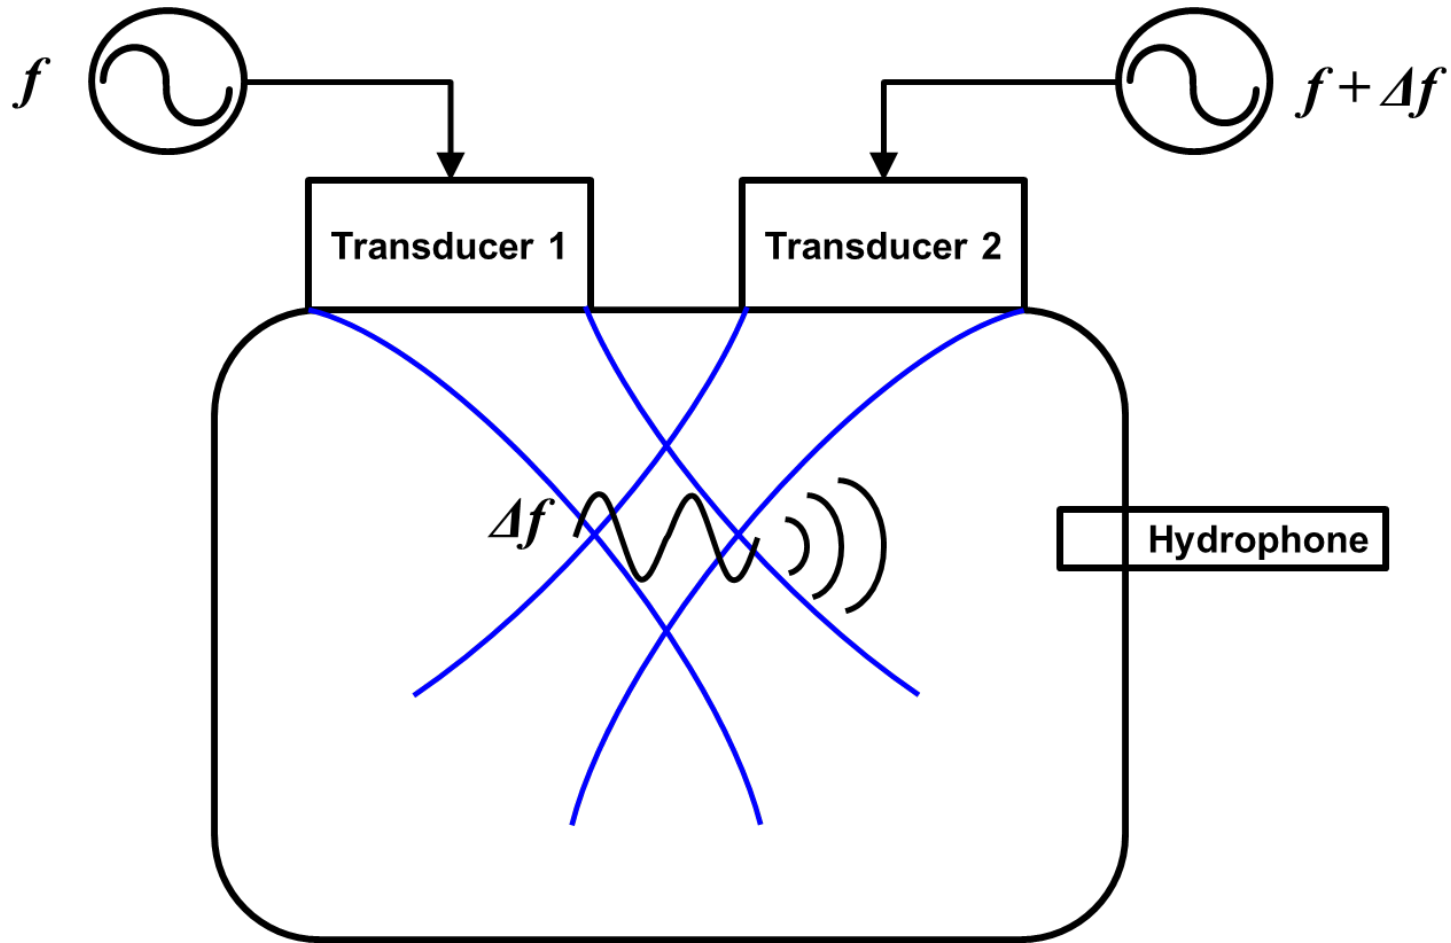 f
f + Δf
Transducer 1
Transducer 2
Δf
Hydrophone